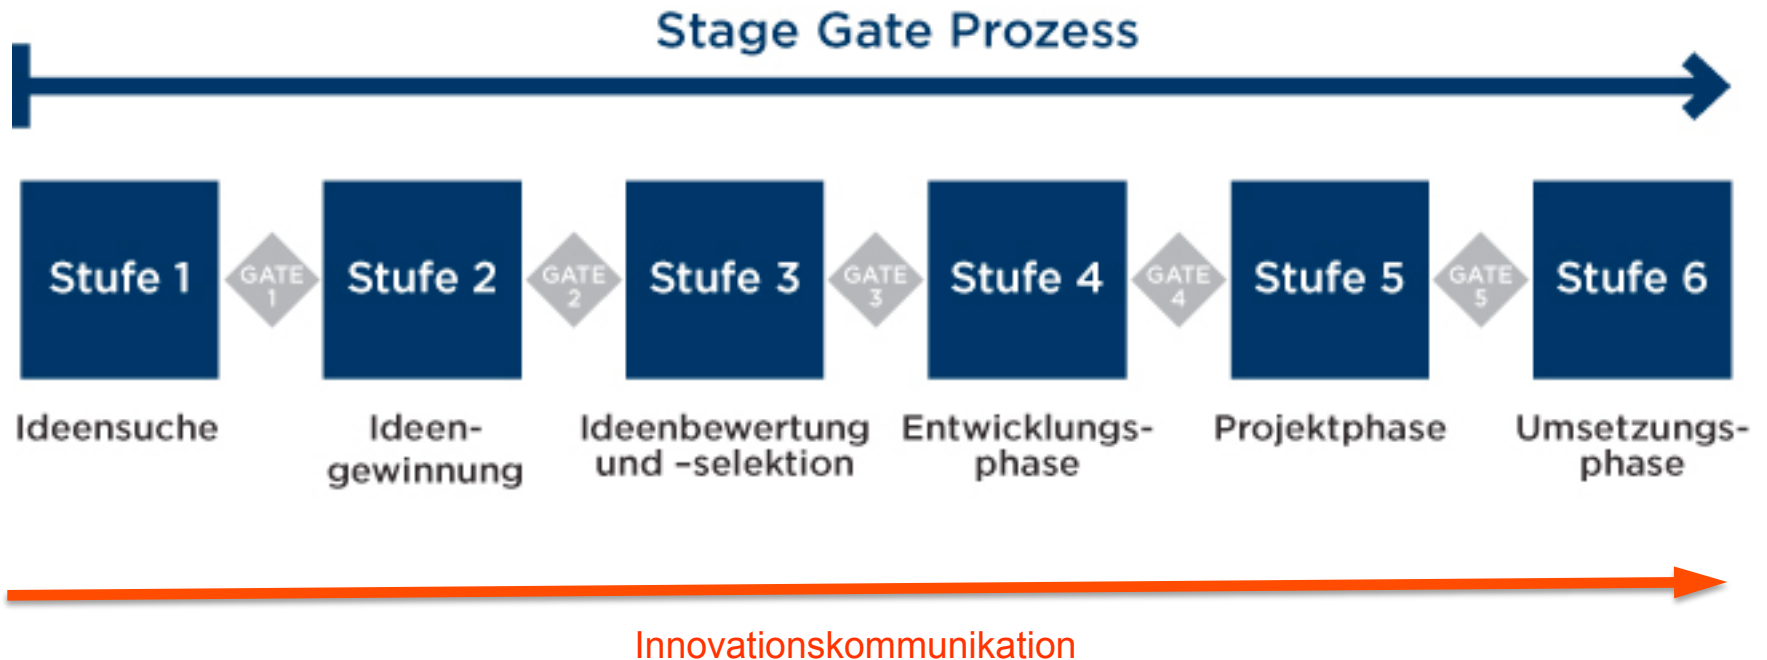 Stage Gate Prozess
Stufe 1
GATE
1
Stufe 2
GATE
2
Stufe 3
GATE
3
Stufe 4
GATE
4
Stufe 5
GATE
5
Stufe 6
Ideensuche
Ideen-
gewinnung
Ideenbewertung
und –selektion
Entwicklungs-
phase
Projektphase
Umsetzungs-
phase
Innovationskommunikation